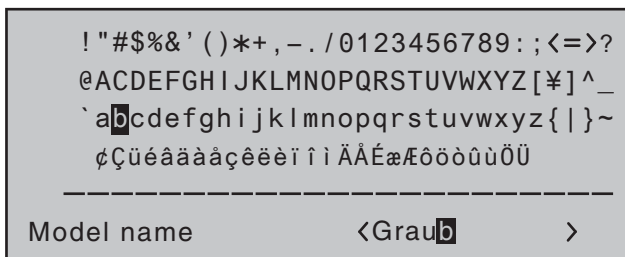 !"#$%&'()*+,–./0123456789:;<=>?
@ACDEFGHIJKLMNOPQRSTUVWXYZ[¥]^_
`abcdefghijklmnopqrstuvwxyz{|}~
¢ÇüéâäàåçêëèïîìÄÅÉæÆôöòûùÖÜ
Model name <Graub >